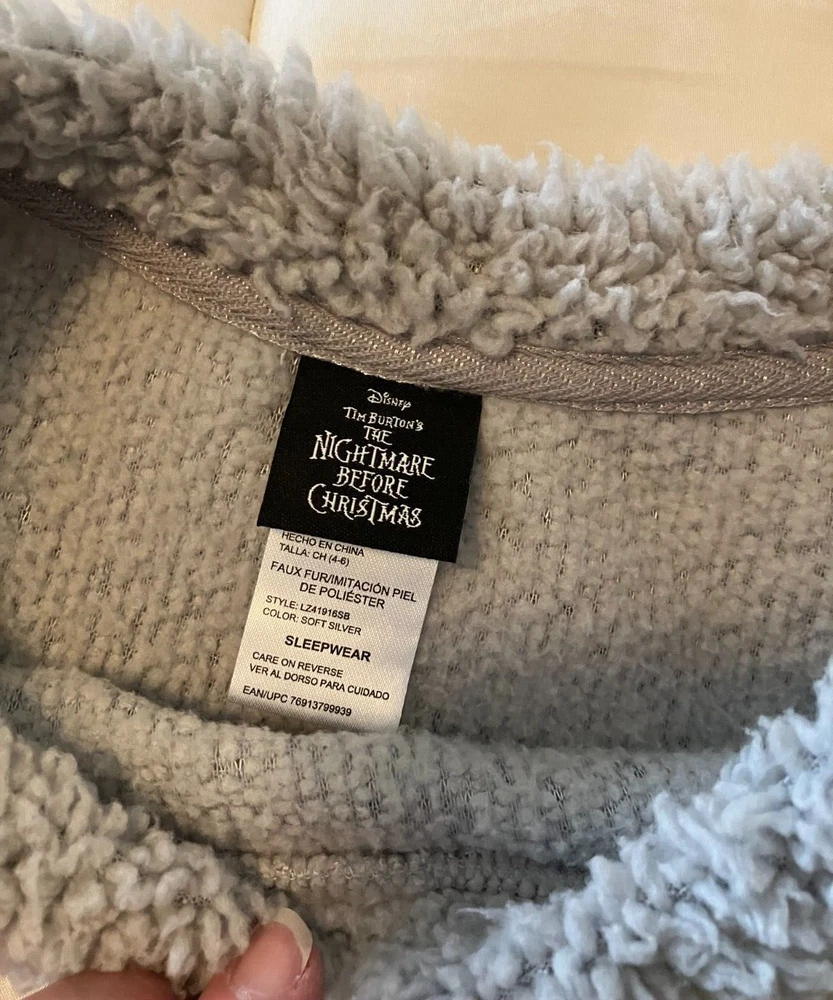 Disney
TIM BURTON'S
THE
NIGHTMARE
BEFORE
CHRISTMAS
HECHO EN CHINA
TALLA: CH (4-6)
FAUX FUR/IMITACIÓN PIEL
DE POLIÉSTER
STYLE: LZ41916SB
COLOR: SOFT SILVER
SLEEPWEAR
CARE ON REVERSE
VER AL DORSO PARA CUIDADO
EAN/UPC 76913799939